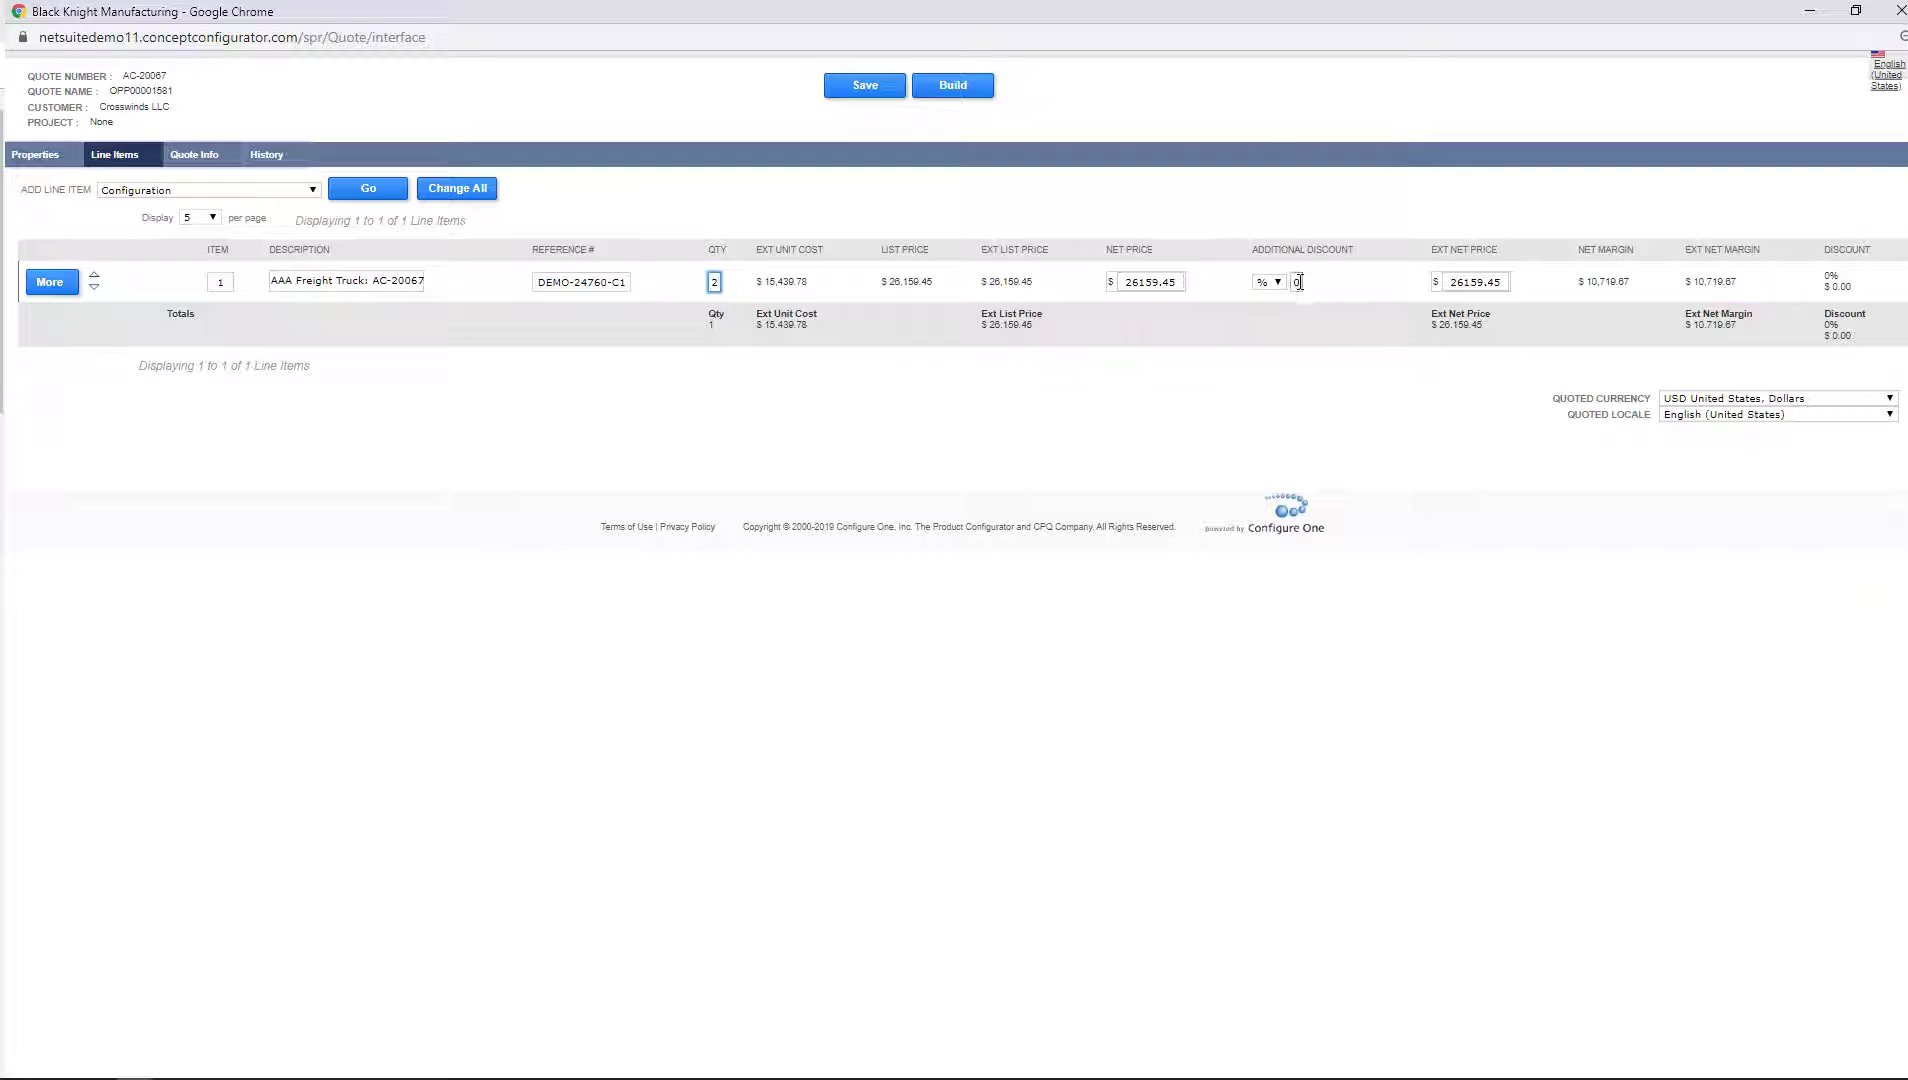 Black Knight Manufacturing - Google Chrome
netsuitedemo11.conceptconfigurator.com/spr/Quote/interface
English
(United
States)
QUOTE NUMBER : AC-20067
QUOTE NAME : OPP00001581
CUSTOMER : Crosswinds LLC
PROJECT : None
Save Build
Properties Line Items Quote Info History
ADD LINE ITEM Configuration Go Change All
Display 5 per page Displaying 1 to 1 of 1 Line Items
ITEM DESCRIPTION REFERENCE # QTY EXT UNIT COST LIST PRICE EXT LIST PRICE NET PRICE ADDITIONAL DISCOUNT EXT NET PRICE NET MARGIN EXT NET MARGIN DISCOUNT
More 1 AAA Freight Truck: AC-20067 DEMO-24760-C1 2 $ 15,439.78 $ 26,159.45 $ 26,159.45 $ 26159.45 % 0 $ 26159.45 $ 10,719.67 $ 10,719.67 0%
$ 0.00
Totals Qty Ext Unit Cost Ext List Price Ext Net Price Ext Net Margin Discount
1 $ 15,439.78 $ 26,159.45 $ 26,159.45 $ 10,719.67 0%
$ 0.00
Displaying 1 to 1 of 1 Line Items
QUOTED CURRENCY USD United States, Dollars
QUOTED LOCALE English (United States)
Terms of Use | Privacy Policy Copyright © 2000-2019 Configure One, Inc. The Product Configurator and CPQ Company. All Rights Reserved. powered by Configure One